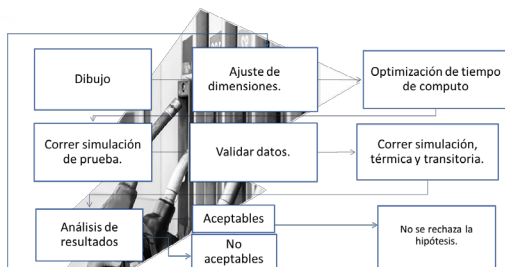 Dibujo
Ajuste de
dimensiones.
Optimización de tiempo
de computo
Correr simulación
de prueba.
Validar datos.
Correr simulación,
térmica y transitoria.
Análisis de
resultados
Aceptables
No
aceptables
No se rechaza la
hipótesis.